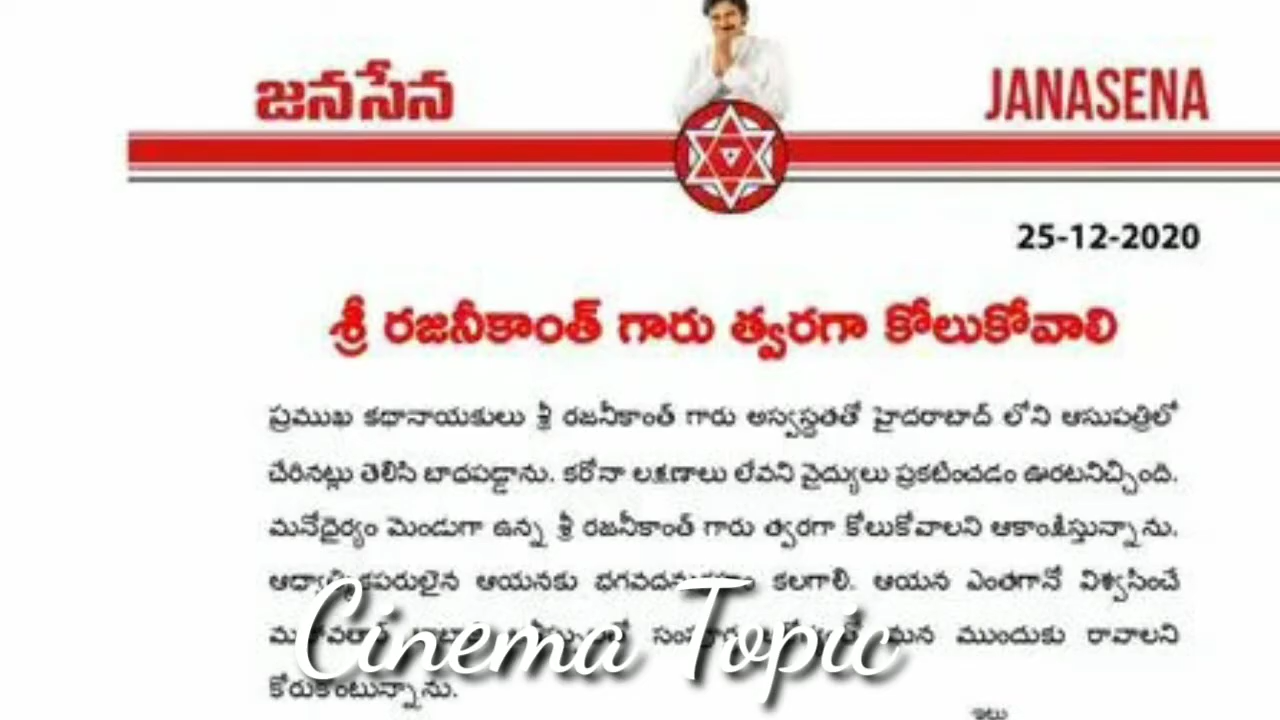 జనసేన
JANASENA
25-12-2020
శ్రీ రజనీకాంత్ గారు త్వరగా కోలుకోవాలి
ప్రముఖ కథానాయకులు శ్రీ రజనీకాంత్ గారు అస్వస్థతతో హైదరాబాద్ లోని ఆసుపత్రిలో
చేరినట్లు తెలిసి బాధపడ్డాను. కరోనా లక్షణాలు లేవని వైద్యులు ప్రకటించడం ఊరటనిచ్చింది.
మనోధైర్యం మెండుగా ఉన్న శ్రీ రజనీకాంత్ గారు త్వరగా కోలుకోవాలని ఆకాంక్షిస్తున్నాను.
ఆయనకు కలగాలి. ఆయన ఎంతగానో విశ్వసించే
మన ముందుకు రావాలని
కోరుకొంటున్నాను.
Cinema Topic
ఇట్లు